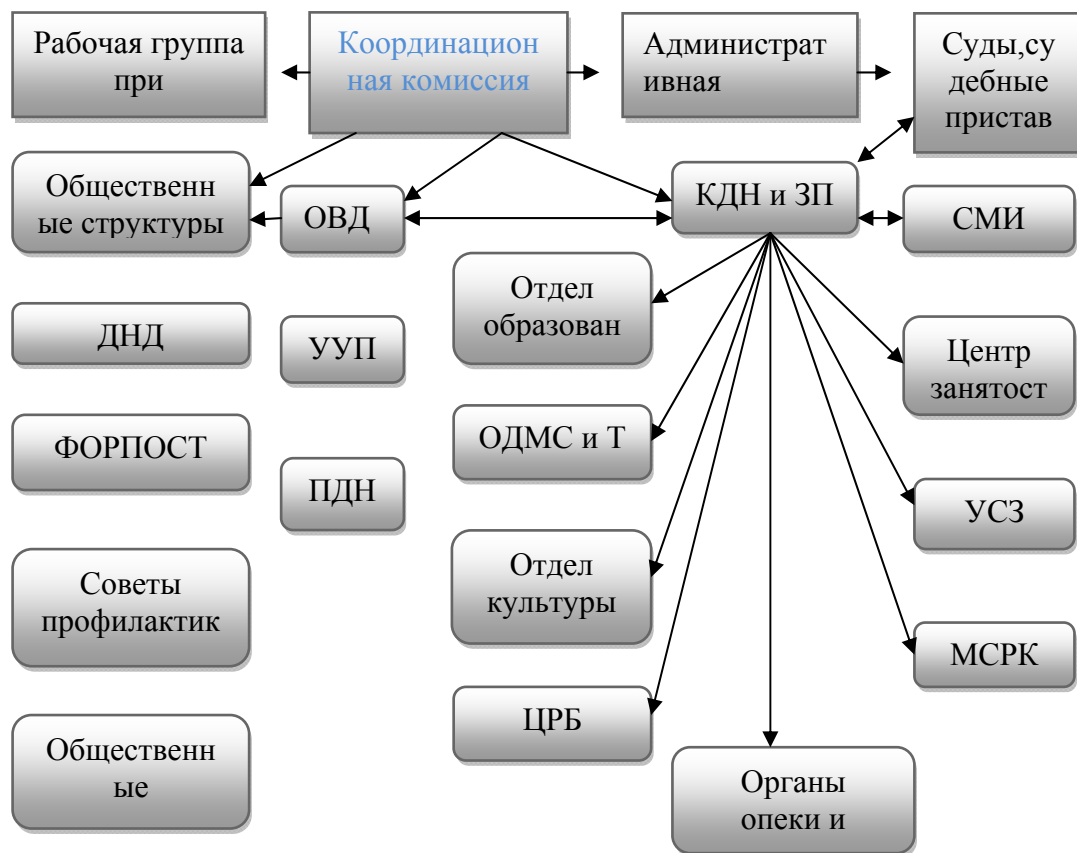 Рабочая группа
при
Координацион
ная комиссия
Администрат
ивная
Суды,су
дебные
пристав
Общественн
ые структуры
ОВД
КДН и ЗП
СМИ
Отдел
образован
ДНД
УУП
Центр
занятост
ФОРПОСТ
ОДМС и Т
ПДН
УСЗ
Советы
профилактик
Отдел
культуры
МСРК
ЦРБ
Общественн
ые
Органы
опеки и